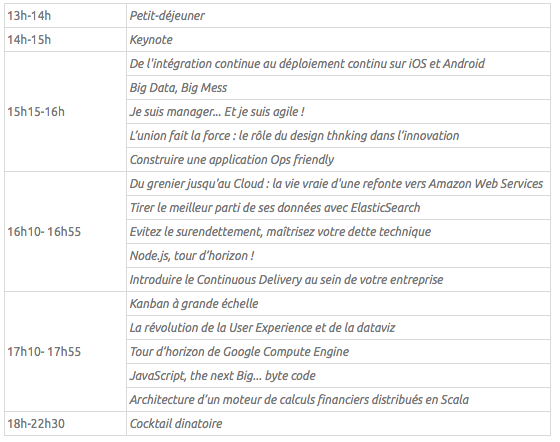 13h-14h Petit-déjeuner
14h-15h Keynote
De l'intégration continue au déploiement continu sur iOS et Android
Big Data, Big Mess
15h15-16h Je suis manager... Et je suis agile !
L'union fait la force : le rôle du design thnking dans l'innovation
Construire une application Ops friendly
Du grenier jusqu'au Cloud : la vie vraie d'une refonte vers Amazon Web Services
Tirer le meilleur parti de ses données avec ElasticSearch
16h10- 16h55 Evitez le surendettement, maîtrisez votre dette technique
Node.js, tour d'horizon !
Introduire le Continuous Delivery au sein de votre entreprise
Kanban à grande échelle
La révolution de la User Experience et de la dataviz
17h10- 17h55 Tour d'horizon de Google Compute Engine
JavaScript, the next Big... byte code
Architecture d'un moteur de calculs financiers distribués en Scala
18h-22h30 Cocktail dinatoire